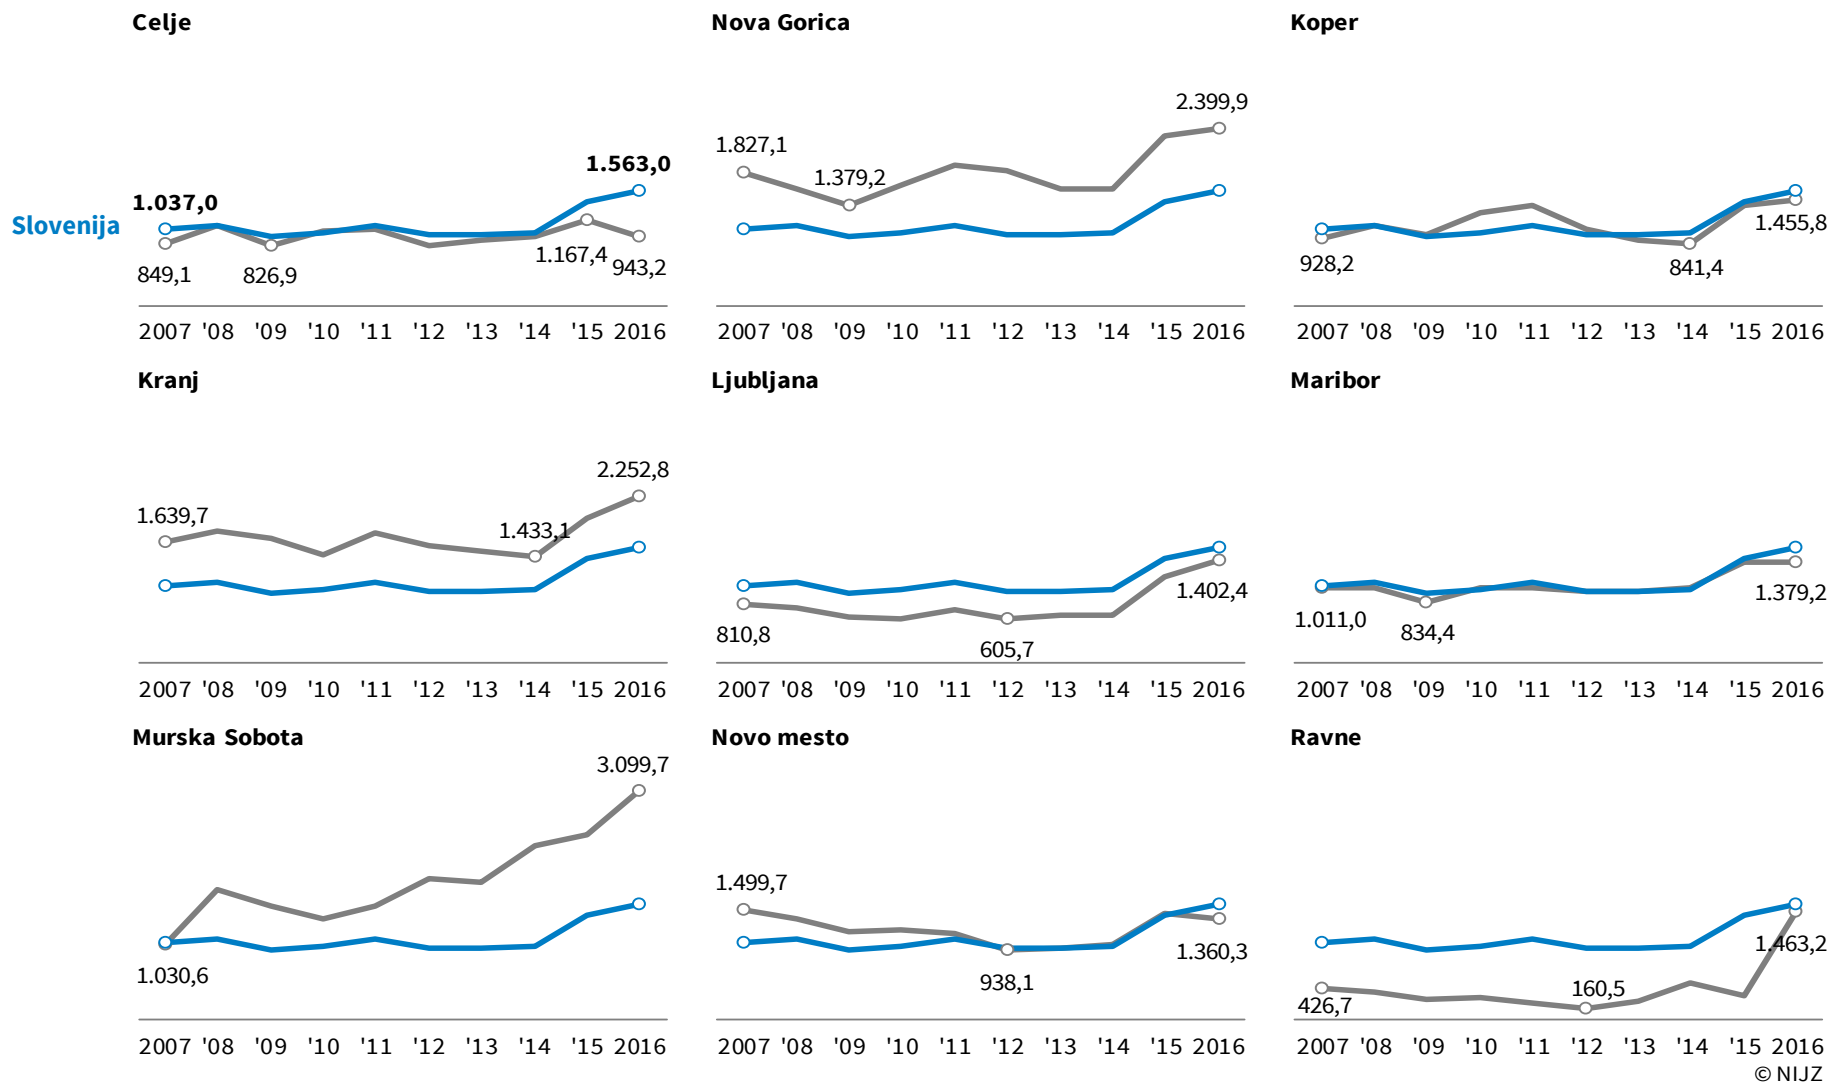 Celje
Nova Gorica
Koper
2.399,9
1.827,1
1.563,0
1.379,2
1.037,0
Slovenija
1.455,8
849,1
826,9
1.167,4
943,2
928,2
841,4
2007 '08 '09 '10 '11 '12 '13 '14 '15 2016
2007 '08 '09 '10 '11 '12 '13 '14 '15 2016
2007 '08 '09 '10 '11 '12 '13 '14 '15 2016
Kranj
Ljubljana
Maribor
2.252,8
1.639,7
1.433,1
1.402,4
810,8
605,7
1.379,2
1.011,0
834,4
2007 '08 '09 '10 '11 '12 '13 '14 '15 2016
2007 '08 '09 '10 '11 '12 '13 '14 '15 2016
2007 '08 '09 '10 '11 '12 '13 '14 '15 2016
Murska Sobota
Novo mesto
Ravne
3.099,7
1.030,6
1.499,7
938,1
1.360,3
1.463,2
426,7
160,5
2007 '08 '09 '10 '11 '12 '13 '14 '15 2016
2007 '08 '09 '10 '11 '12 '13 '14 '15 2016
2007 '08 '09 '10 '11 '12 '13 '14 '15 2016
© NIJZ